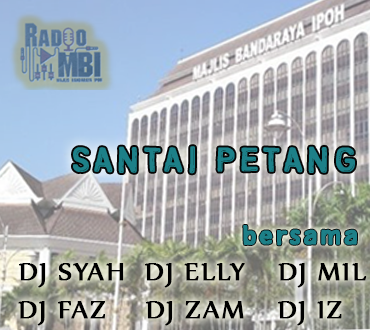 RADIO
MBI
MAJLIS BANDARAYA IPOH
SANTAI PETANG
bersama
DJ SYAH DJ ELLY DJ MIL
DJ FAZ DJ ZAM DJ IZ